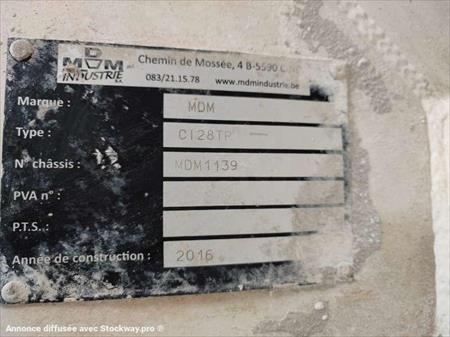 D
MDM
INDUSTRIE
Chemin de Mossée, 4 B-5590
083/21.15.78 www.mdmindustrie.be
Marque : MDM
Type : CI28TP
N° châssis : MDM1139
PVA n° :
P.T.S. :
Année de construction : 2016
Annonce diffusée avec Stockway.pro ®